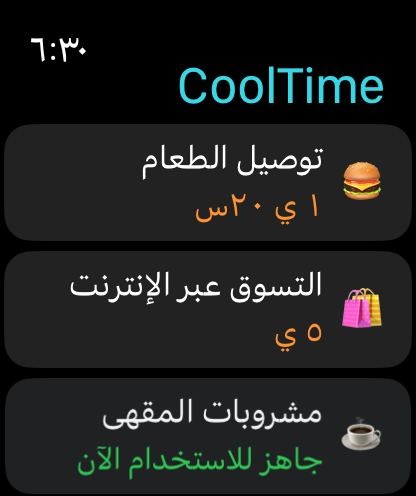 ٦:٣٠
CoolTime
توصيل الطعام
١ ي ٢٠س
التسوق عبر الإنترنت
٥ ي
مشروبات المقهى
جاهز للاستخدام الآن